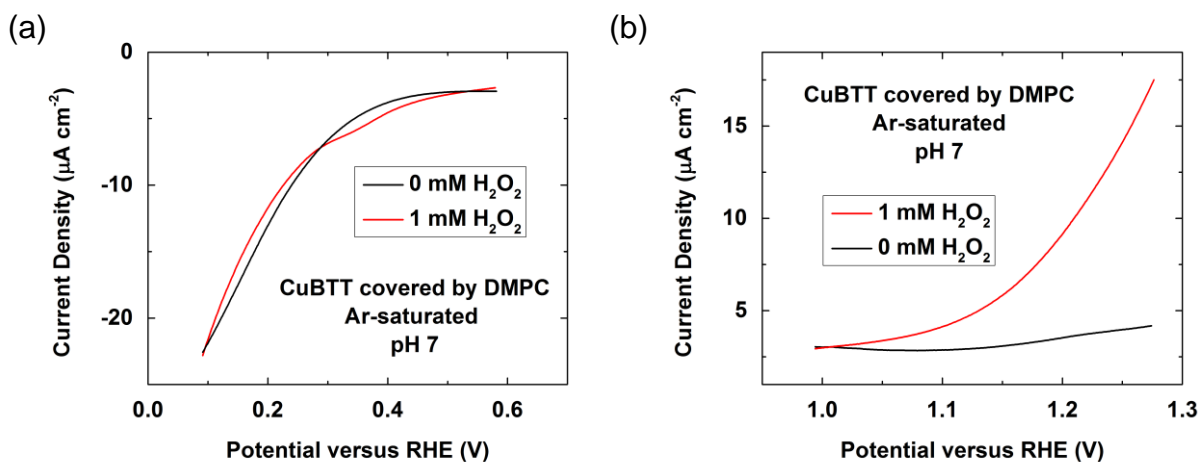 (a)
0
-10
-20
0.0 0.2 0.4 0.6
Current Density (μA cm⁻²)
Potential versus RHE (V)
0 mM H₂O₂
1 mM H₂O₂
CuBTT covered by DMPC
Ar-saturated
pH 7
(b)
15
10
5
1.0 1.1 1.2 1.3
Current Density (μA cm⁻²)
Potential versus RHE (V)
CuBTT covered by DMPC
Ar-saturated
pH 7
1 mM H₂O₂
0 mM H₂O₂